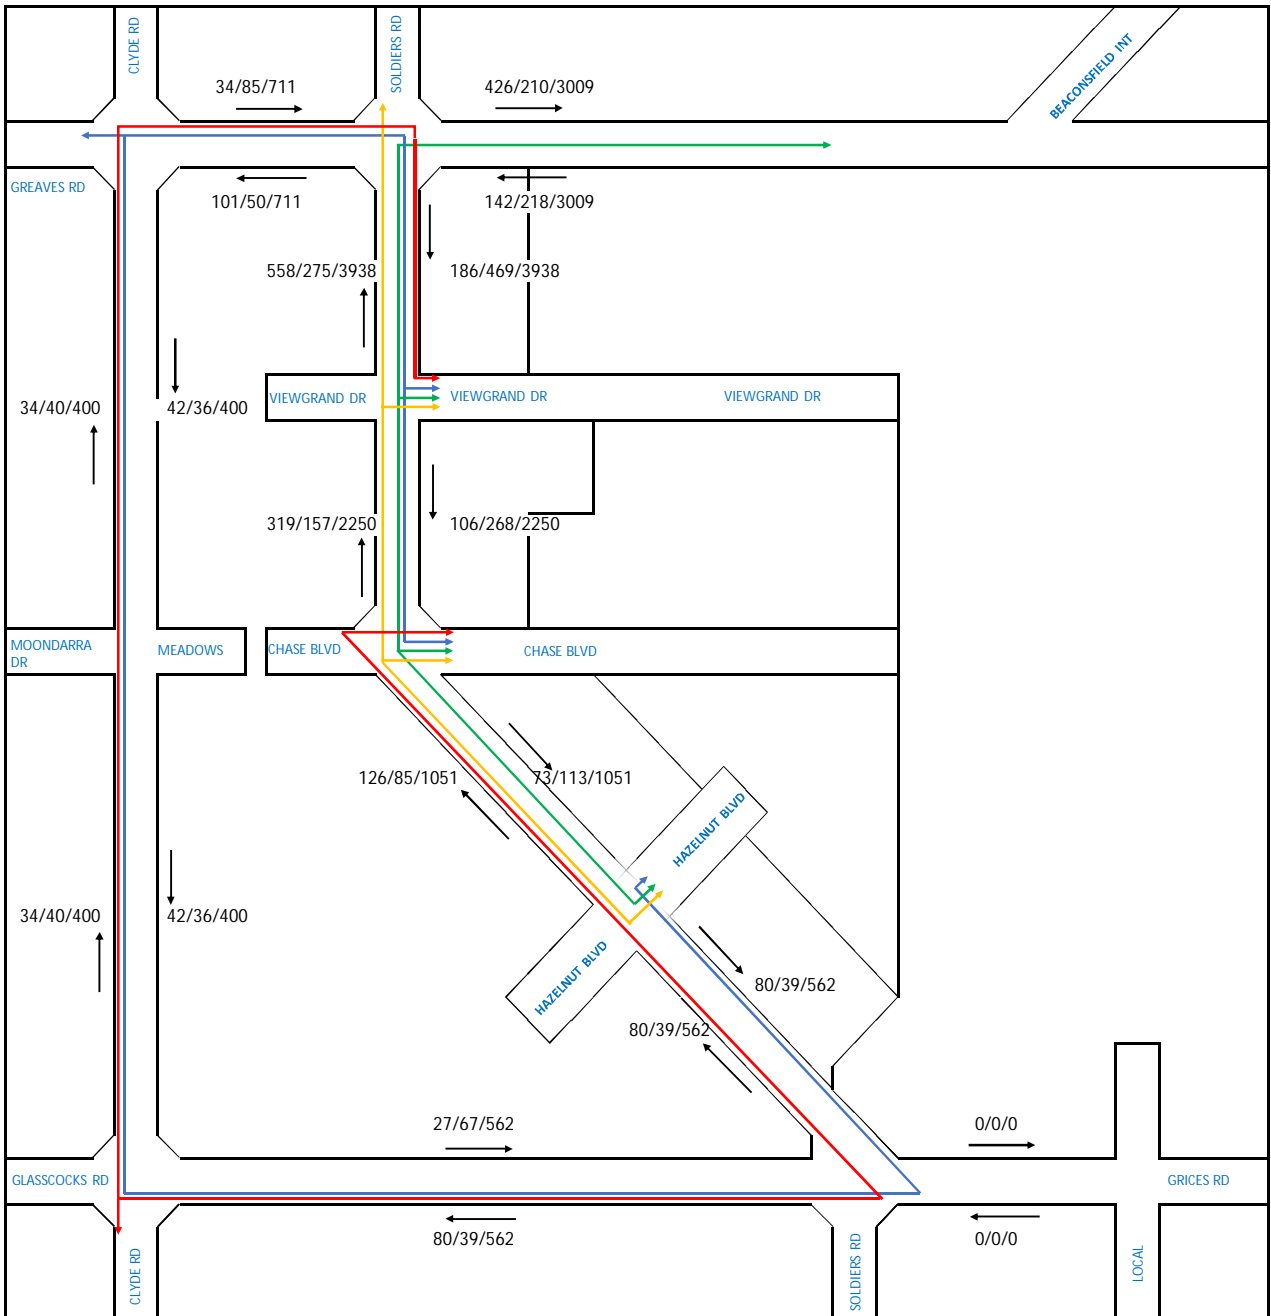 CLYDE RD
SOLDIERS RD
BEACONSFIELD INT
34/85/711
426/210/3009
GREAVES RD
101/50/711
142/218/3009
558/275/3938
186/469/3938
VIEWGRAND DR
VIEWGRAND DR
VIEWGRAND DR
34/40/400
42/36/400
319/157/2250
106/268/2250
MOONDARRA
DR
MEADOWS
CHASE BLVD
CHASE BLVD
126/85/1051
73/113/1051
HAZELNUT BLVD
34/40/400
42/36/400
HAZELNUT BLVD
80/39/562
80/39/562
27/67/562
0/0/0
GLASSCOCKS RD
GRICES RD
80/39/562
0/0/0
CLYDE RD
SOLDIERS RD
LOCAL